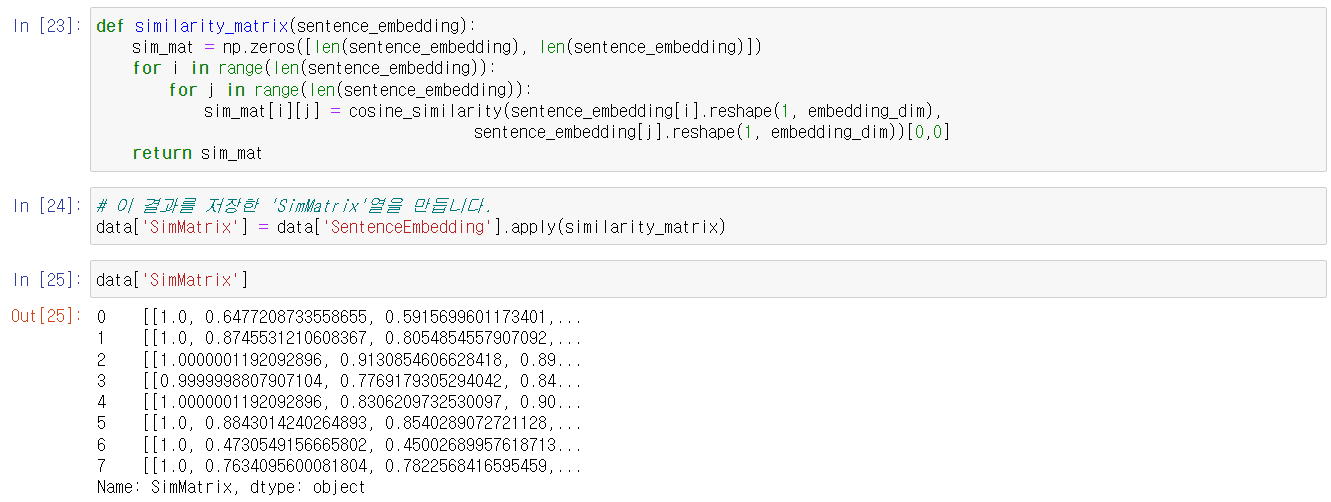 In [23]: def similarity_matrix(sentence_embedding):
    sim_mat = np.zeros([len(sentence_embedding), len(sentence_embedding)])
    for i in range(len(sentence_embedding)):
        for j in range(len(sentence_embedding)):
            sim_mat[i][j] = cosine_similarity(sentence_embedding[i].reshape(1, embedding_dim),
                                          sentence_embedding[j].reshape(1, embedding_dim))[0,0]
    return sim_mat
In [24]: # 이 결과를 저장한 'SimMatrix'열을 만듭니다.
data['SimMatrix'] = data['SentenceEmbedding'].apply(similarity_matrix)
In [25]: data['SimMatrix']
Out[25]: 0    [[1.0, 0.6477208733558655, 0.5915699601173401,...
1    [[1.0, 0.8745531210608367, 0.8054854557907092,...
2    [[1.0000001192092896, 0.9130854606628418, 0.89...
3    [[0.9999998807907104, 0.7769179305294042, 0.84...
4    [[1.0000001192092896, 0.8306209732530097, 0.90...
5    [[1.0, 0.8843014240264893, 0.8540289072721128,...
6    [[1.0, 0.4730549156665802, 0.45002689957618713...
7    [[1.0, 0.7634095600081804, 0.7822568416595459,...
Name: SimMatrix, dtype: object